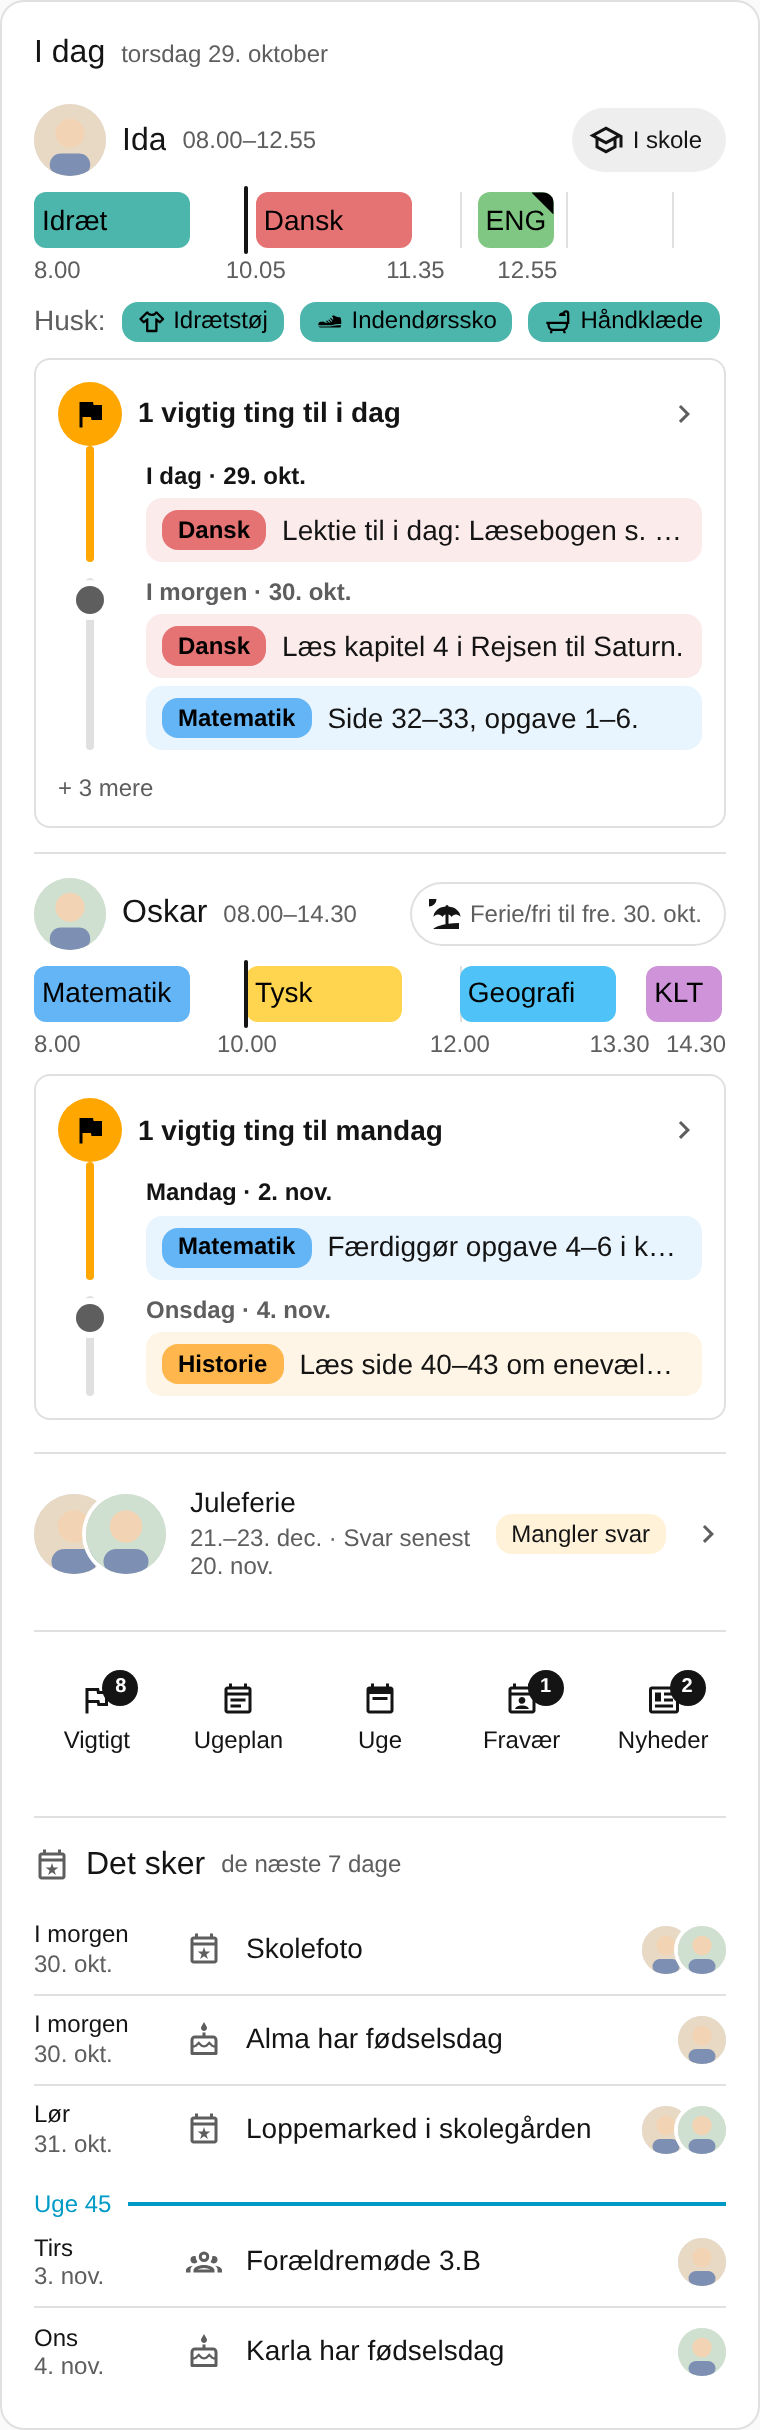 I dag torsdag 29. oktober
Ida 08.00–12.55 I skole
Idræt Dansk ENG
8.00 10.05 11.35 12.55
Husk: Idrætstøj Indendørssko Håndklæde
1 vigtig ting til i dag
I dag · 29. okt.
Dansk Lektie til i dag: Læsebogen s. …
I morgen · 30. okt.
Dansk Læs kapitel 4 i Rejsen til Saturn.
Matematik Side 32–33, opgave 1–6.
+ 3 mere
Oskar 08.00–14.30 Ferie/fri til fre. 30. okt.
Matematik Tysk Geografi KLT
8.00 10.00 12.00 13.30 14.30
1 vigtig ting til mandag
Mandag · 2. nov.
Matematik Færdiggør opgave 4–6 i k…
Onsdag · 4. nov.
Historie Læs side 40–43 om enevæl…
Juleferie
21.–23. dec. · Svar senest
20. nov.
Mangler svar
8 1 2
Vigtigt Ugeplan Uge Fravær Nyheder
Det sker de næste 7 dage
I morgen
30. okt.
Skolefoto
I morgen
30. okt.
Alma har fødselsdag
Lør
31. okt.
Loppemarked i skolegården
Uge 45
Tirs
3. nov.
Forældremøde 3.B
Ons
4. nov.
Karla har fødselsdag